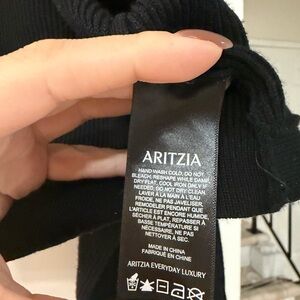 ARITZIA
HAND WASH COLD. DO NOT
BLEACH. RESHAPE WHILE DAMP.
DRY FLAT. COOL IRON ONLY IF
NEEDED. DO NOT DRY CLEAN.
LAVER À LA MAIN À L'EAU
FROIDE. NE PAS JAVELLISER.
REMODELER PENDANT QUE
L'ARTICLE EST ENCORE HUMIDE.
SÉCHER À PLAT. REPASSER À
BASSE TEMPÉRATURE SI
NÉCESSAIRE. NE PAS
NETTOYER À SEC.
MADE IN CHINA
FABRIQUÉ EN CHINE
ARITZIA EVERYDAY LUXURY